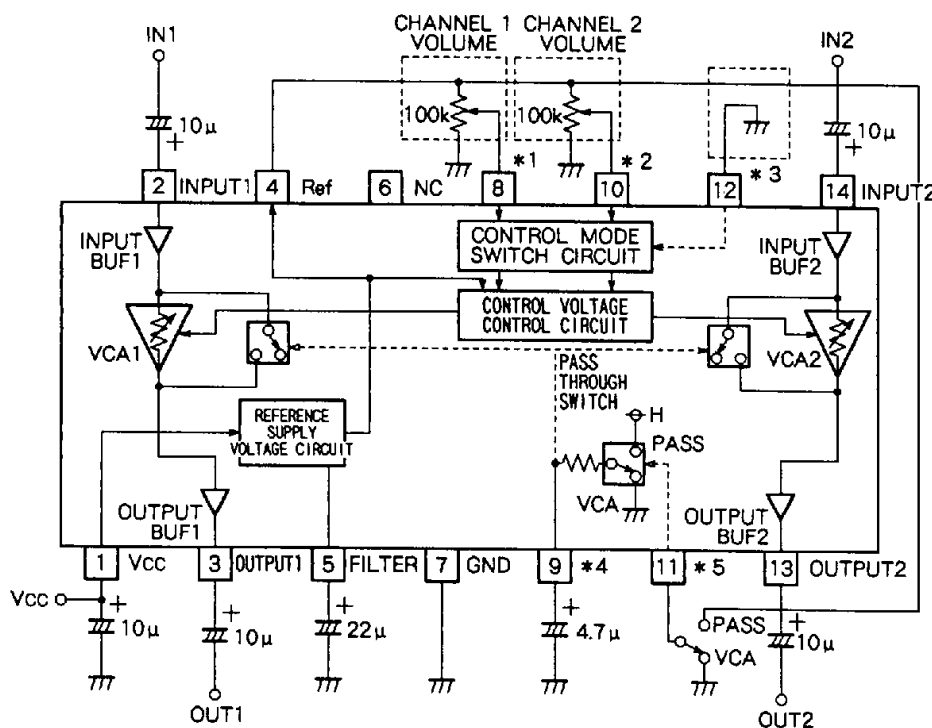 IN1
CHANNEL 1
VOLUME
CHANNEL 2
VOLUME
IN2
10μ
+
100k
100k
10μ
+
*1
*2
*3
2
INPUT1
4
Ref
6
NC
8
10
12
14
INPUT2
INPUT
BUF1
CONTROL MODE
SWITCH CIRCUIT
INPUT
BUF2
CONTROL VOLTAGE
CONTROL CIRCUIT
VCA1
VCA2
PASS
THROUGH
SWITCH
REFERENCE
SUPPLY
VOLTAGE CIRCUIT
H
PASS
VCA
OUTPUT
BUF1
OUTPUT
BUF2
1
Vcc
3
OUTPUT1
5
FILTER
7
GND
9
*4
11
*5
13
OUTPUT2
Vcc
+
10μ
+
10μ
+
22μ
+
4.7μ
PASS
VCA
+
10μ
OUT1
OUT2